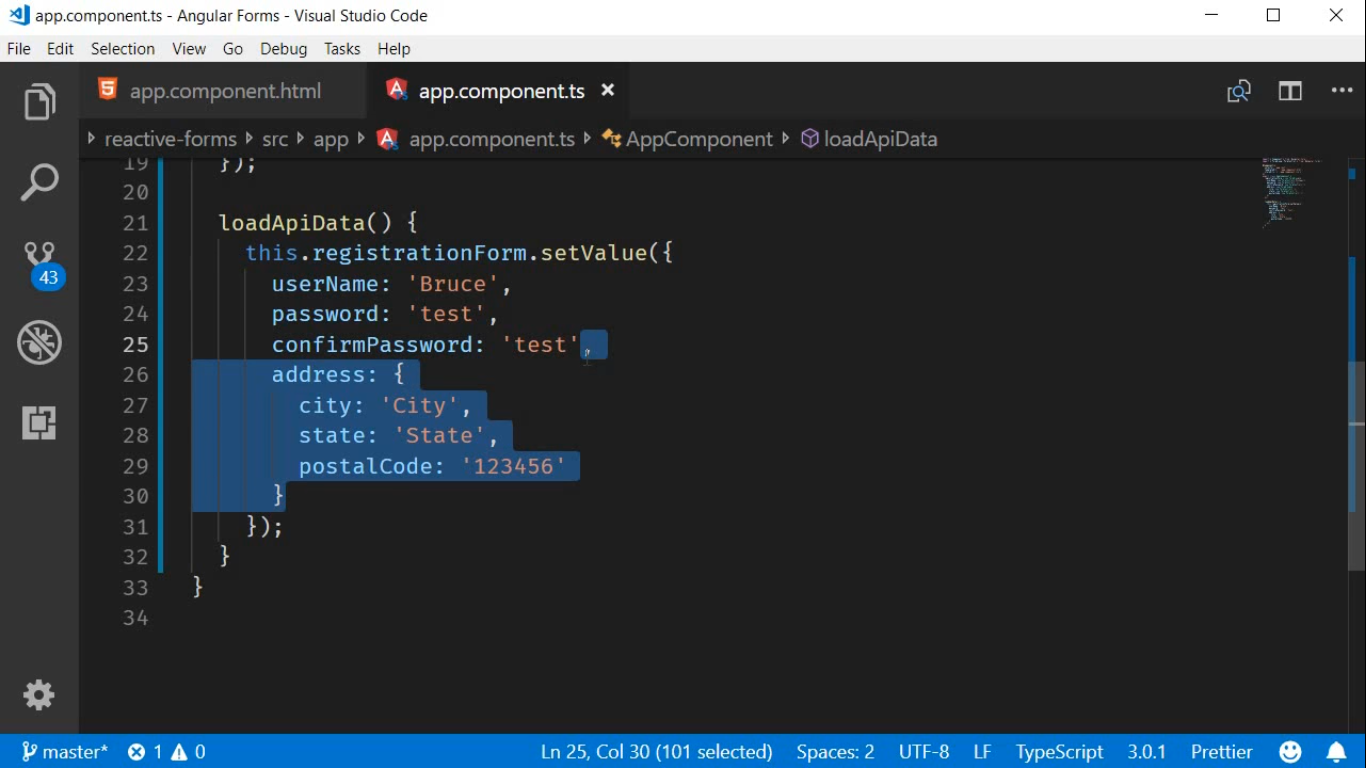 app.component.ts - Angular Forms - Visual Studio Code
File Edit Selection View Go Debug Tasks Help
app.component.html app.component.ts
reactive-forms src app app.component.ts AppComponent loadApiData
19 });
20
21 loadApiData() {
22 this.registrationForm.setValue({
23 userName: 'Bruce',
24 password: 'test',
25 confirmPassword: 'test',
26 address: {
27 city: 'City',
28 state: 'State',
29 postalCode: '123456'
30 }
31 });
32 }
33 }
34
43
master* 1 0 Ln 25, Col 30 (101 selected) Spaces: 2 UTF-8 LF TypeScript 3.0.1 Prettier